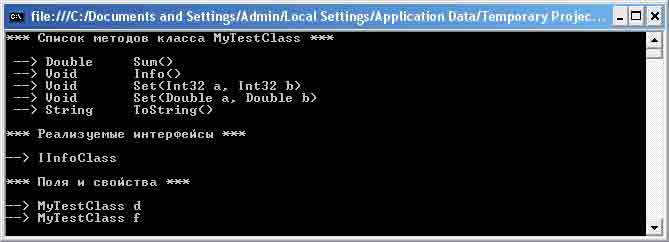 file:///C:/Documents and Settings/Admin/Local Settings/Application Data/Temporary Projec...
*** Список методов класса MyTestClass ***
--> Double Sum()
--> Void Info()
--> Void Set(Int32 a, Int32 b)
--> Void Set(Double a, Double b)
--> String ToString()
*** Реализуемые интерфейсы ***
--> IInfoClass
*** Поля и свойства ***
--> MyTestClass d
--> MyTestClass f